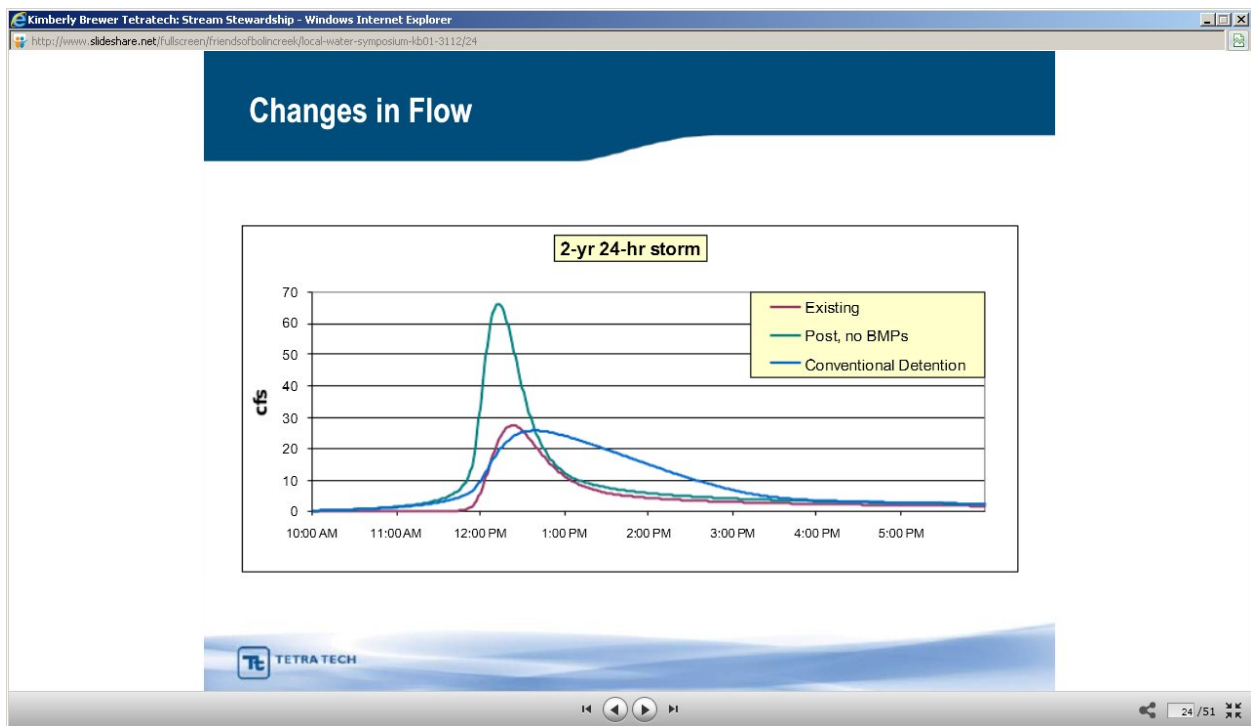 Kimberly Brewer Tetratech: Stream Stewardship - Windows Internet Explorer
http://www.slideshare.net/fullscreen/friendsofbolincreek/local-water-symposium-kb01-3112/24
Changes in Flow
2-yr 24-hr storm
70
60
50
40
30
20
10
0
cfs
Existing
Post, no BMPs
Conventional Detention
10:00 AM 11:00 AM 12:00 PM 1:00 PM 2:00 PM 3:00 PM 4:00 PM 5:00 PM
Tt TETRA TECH
24 /51